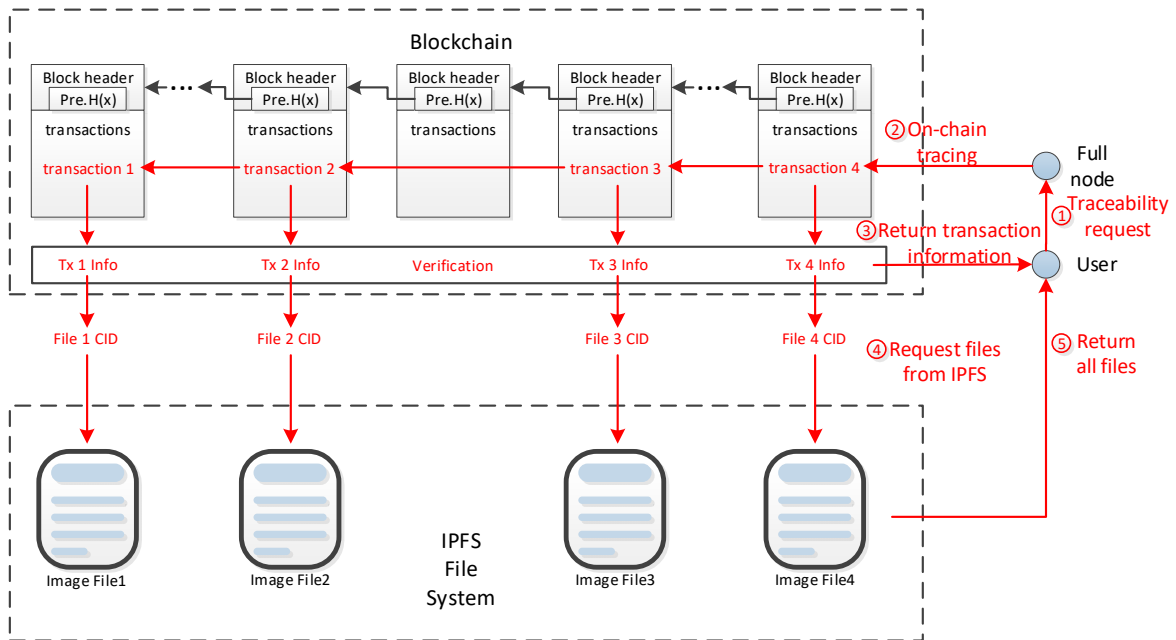 Blockchain
Block header
Pre.H(x)
transactions
transaction 1
...
Block header
Pre.H(x)
transactions
transaction 2
Block header
Pre.H(x)
transactions
Block header
Pre.H(x)
transactions
transaction 3
...
Block header
Pre.H(x)
transactions
transaction 4
②On-chain
tracing
Full
node
①Traceability
request
③Return transaction
information
User
Tx 1 Info
Tx 2 Info
Verification
Tx 3 Info
Tx 4 Info
File 1 CID
File 2 CID
File 3 CID
File 4 CID
④Request files
from IPFS
⑤Return
all files
Image File1
Image File2
IPFS
File
System
Image File3
Image File4